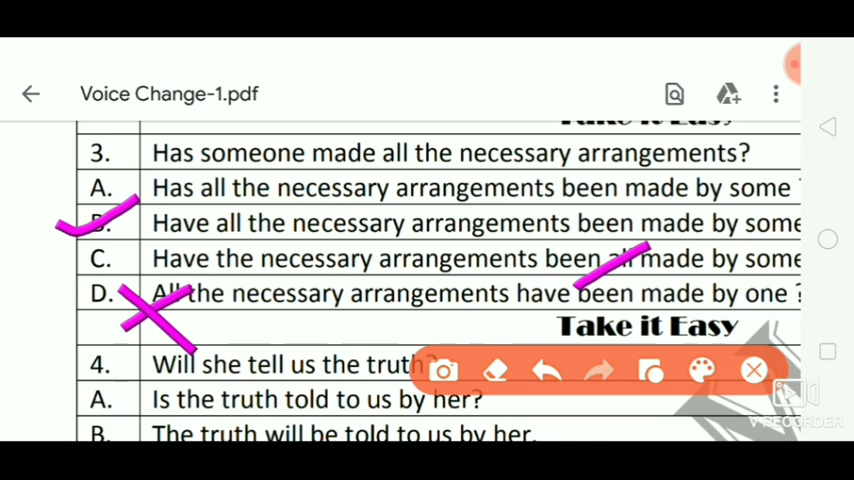 Voice Change-1.pdf
Take it Easy
3. Has someone made all the necessary arrangements?
A. Has all the necessary arrangements been made by some ?
B. Have all the necessary arrangements been made by some
C. Have the necessary arrangements been all made by some
D. All the necessary arrangements have been made by one ?
Take it Easy
4. Will she tell us the truth?
A. Is the truth told to us by her?
B. The truth will be told to us by her.
V RECORDER